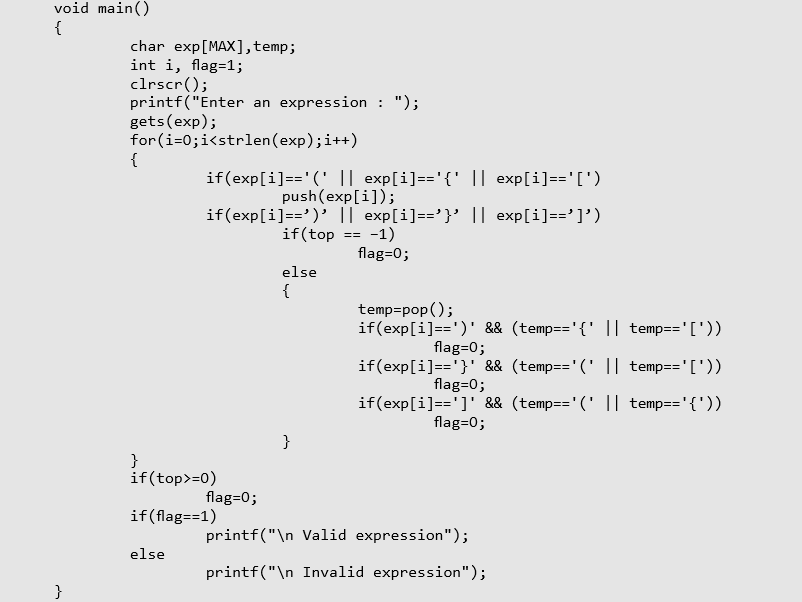 void main()
{
char exp[MAX],temp;
int i, flag=1;
clrscr();
printf("Enter an expression : ");
gets(exp);
for(i=0;i<strlen(exp);i++)
{
if(exp[i]=='(' || exp[i]=='{' || exp[i]=='[')
push(exp[i]);
if(exp[i]==’)’ || exp[i]==’}’ || exp[i]==’]’)
if(top == −1)
flag=0;
else
{
temp=pop();
if(exp[i]==')' && (temp=='{' || temp=='['))
flag=0;
if(exp[i]=='}' && (temp=='(' || temp=='['))
flag=0;
if(exp[i]==']' && (temp=='(' || temp=='{'))
flag=0;
}
}
if(top>=0)
flag=0;
if(flag==1)
printf("\n Valid expression");
else
printf("\n Invalid expression");
}